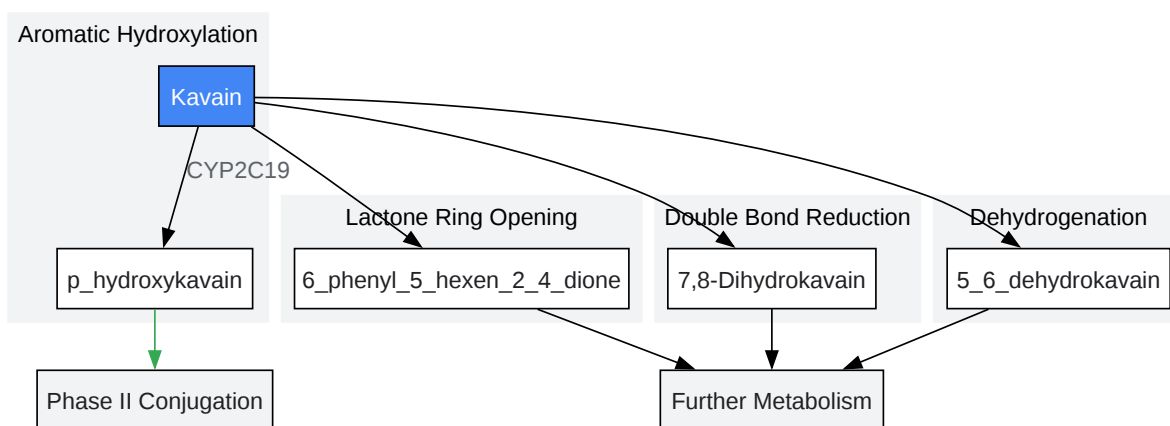 Aromatic Hydroxylation
Kavain
CYP2C19
Lactone Ring Opening
Double Bond Reduction
Dehydrogenation
p_hydroxykavain
6_phenyl_5_hexen_2_4_dione
7,8-Dihydrokavain
5_6_dehydrokavain
Phase II Conjugation
Further Metabolism